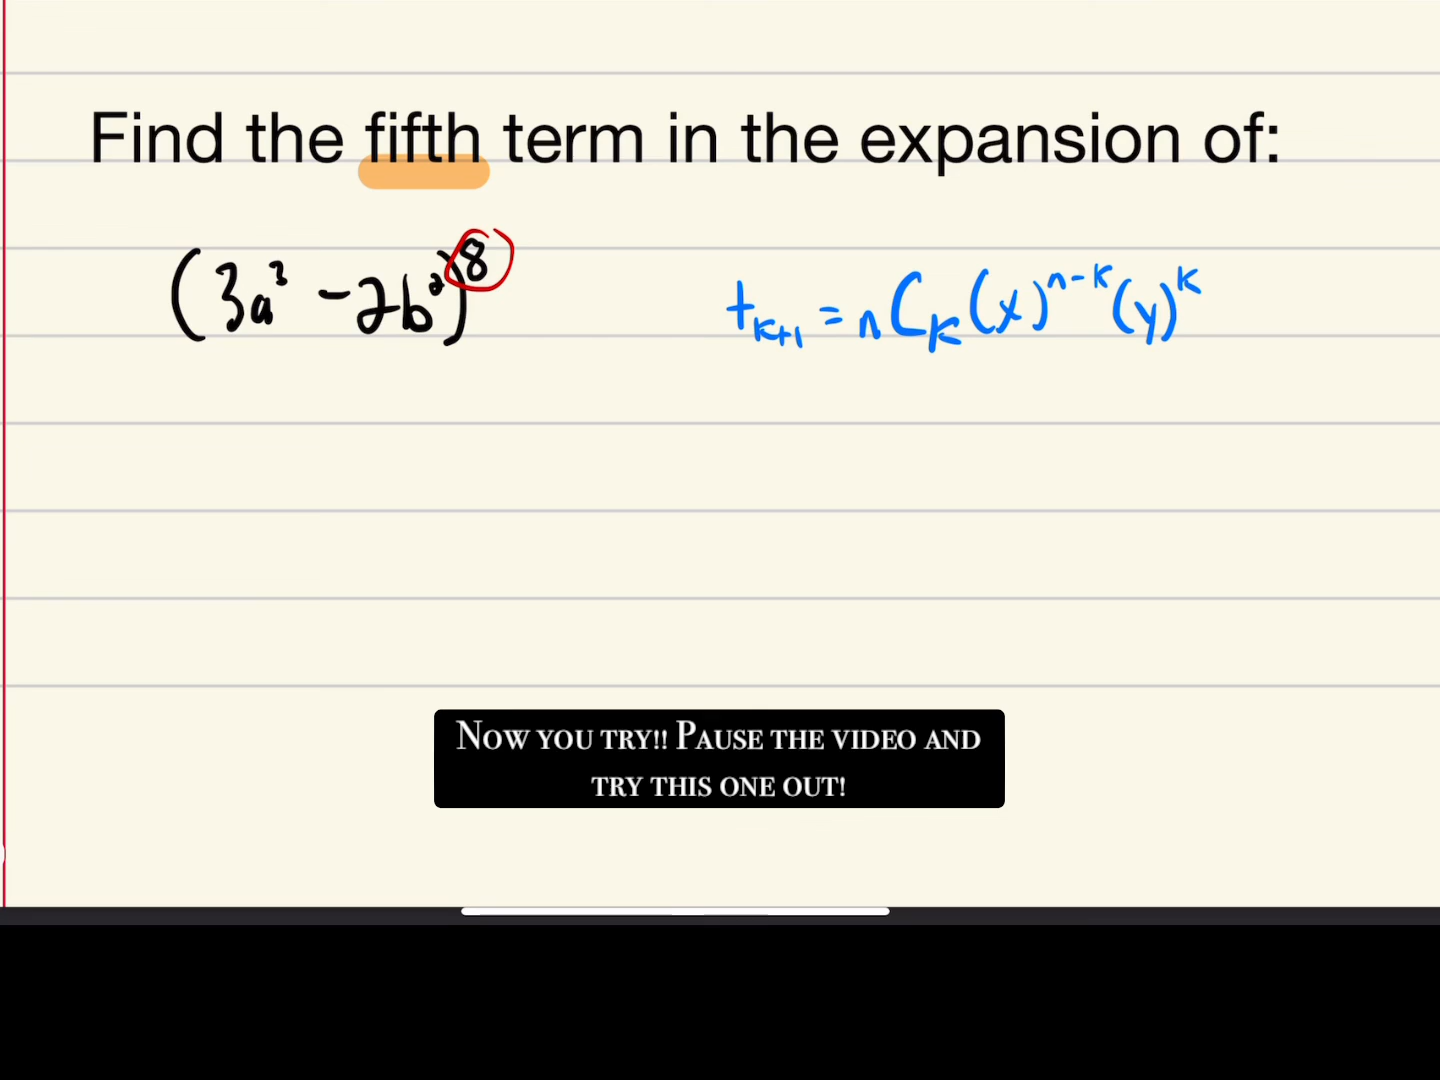 Find the fifth term in the expansion of:
(3a³ - 2b²)⁸
tₖ₊₁ = ₙCₖ(x)ⁿ⁻ᵏ(y)ᵏ
Now you try!! Pause the video and
try this one out!